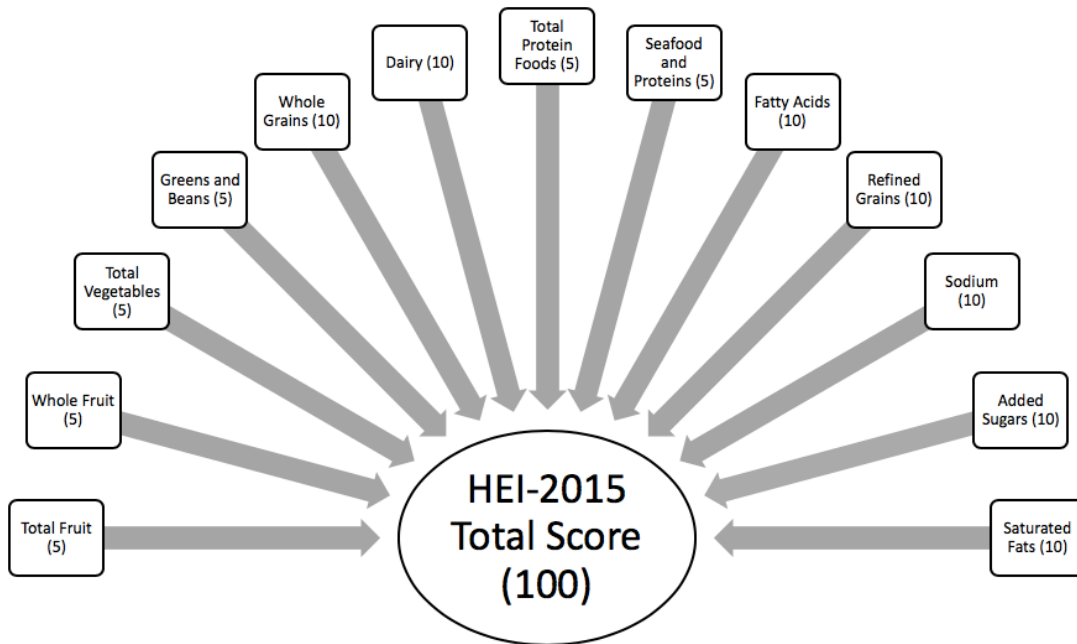 Total Fruit
(5)
Whole Fruit
(5)
Total
Vegetables
(5)
Greens and
Beans (5)
Whole
Grains (10)
Dairy (10)
Total
Protein
Foods (5)
Seafood
and
Proteins (5)
Fatty Acids
(10)
Refined
Grains (10)
Sodium
(10)
Added
Sugars (10)
Saturated
Fats (10)
HEI-2015
Total Score
(100)